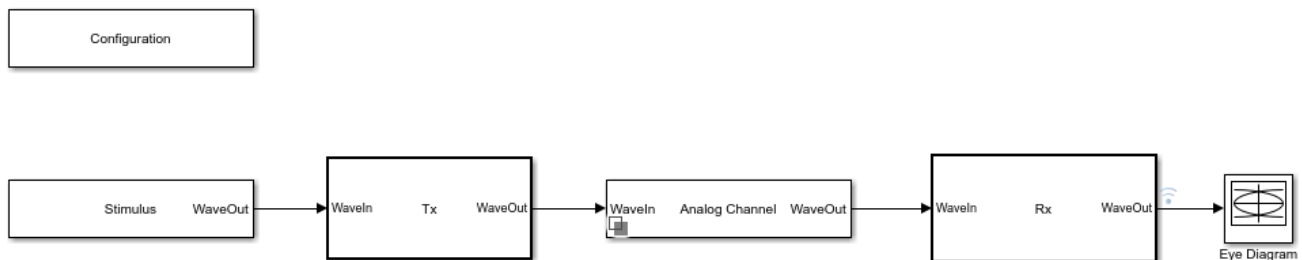 Configuration
Stimulus WaveOut
WaveIn Tx WaveOut
WaveIn Analog Channel WaveOut
WaveIn Rx WaveOut
Eye Diagram